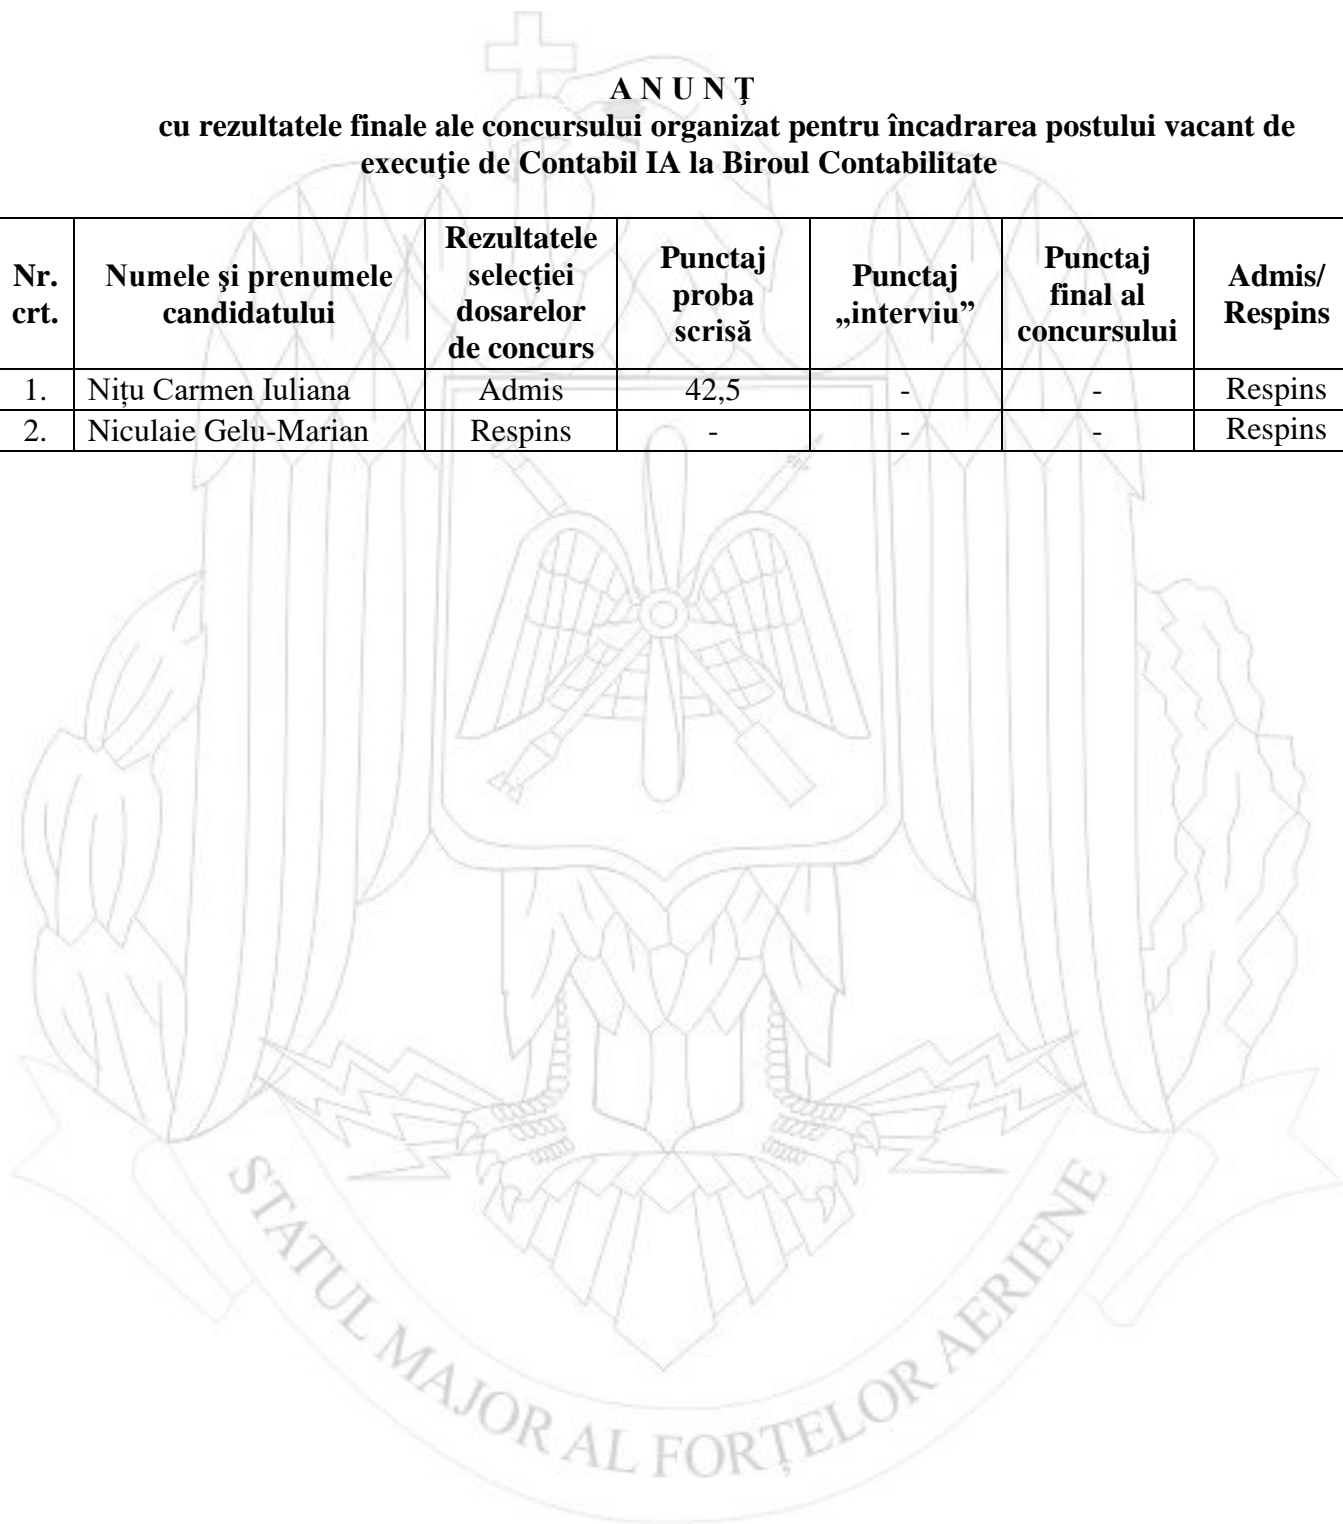 A N U N Ţ
cu rezultatele finale ale concursului organizat pentru încadrarea postului vacant de
execuţie de Contabil IA la Biroul Contabilitate
Nr. crt. Numele şi prenumele candidatului Rezultatele selecției dosarelor de concurs Punctaj proba scrisă Punctaj „interviu” Punctaj final al concursului Admis/ Respins
1. Nițu Carmen Iuliana Admis 42,5 - - Respins
2. Niculaie Gelu-Marian Respins - - - Respins
STATUL MAJOR AL FORȚELOR AERIENE